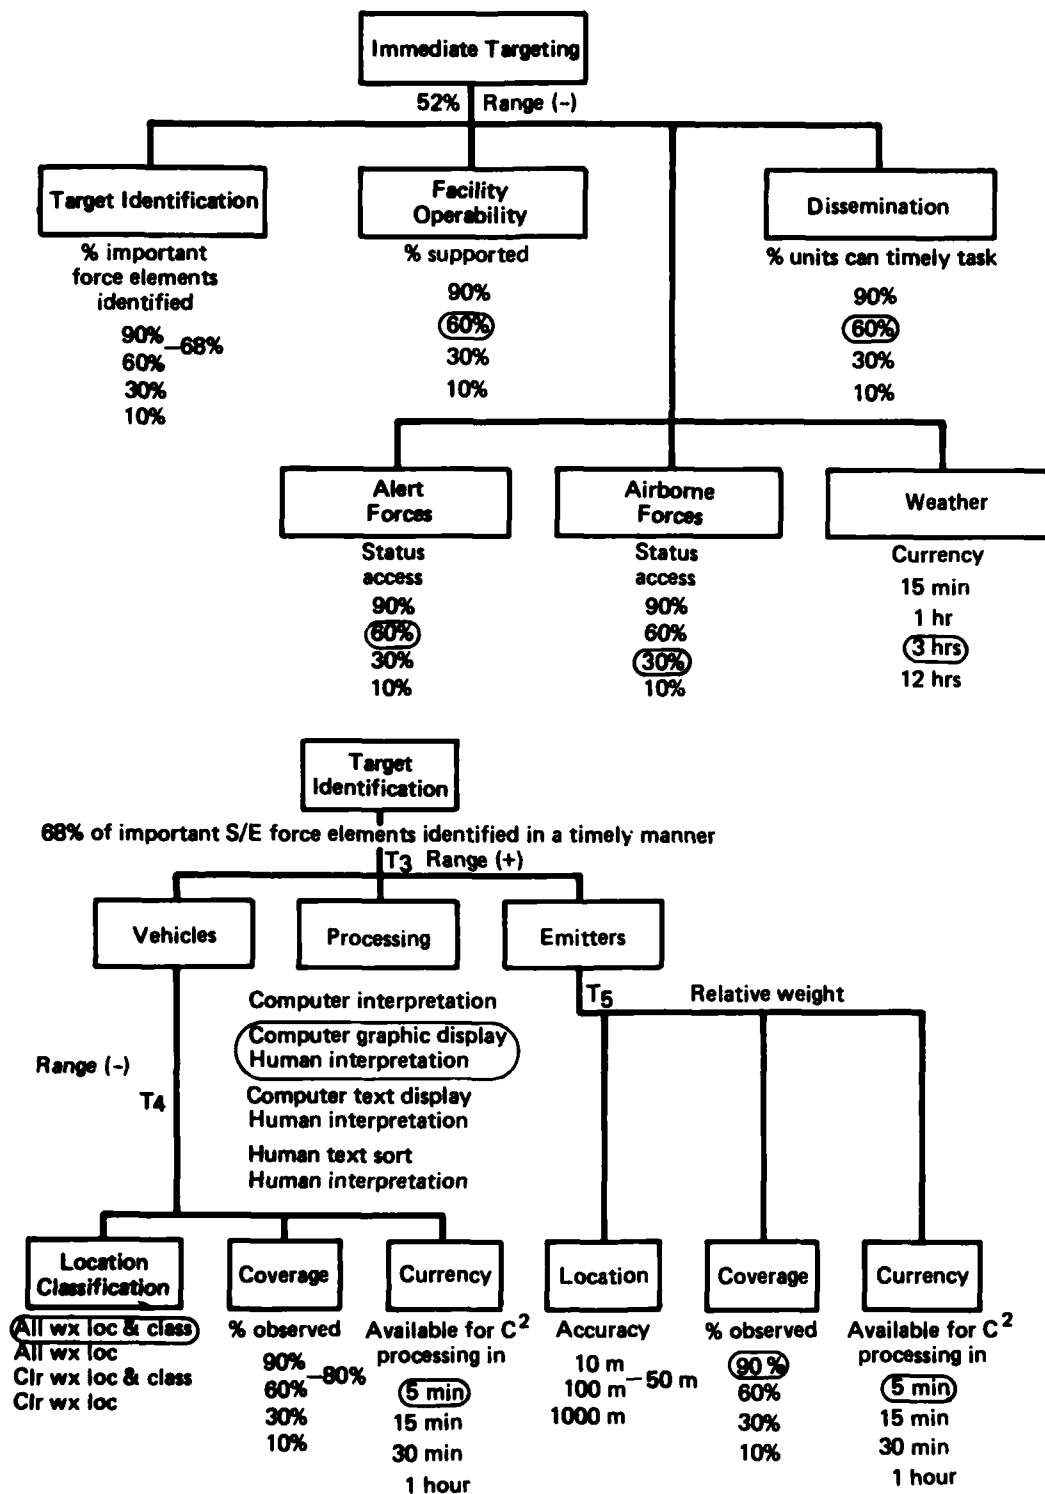 Immediate Targeting
52% Range (-)
Target Identification
% important
force elements
identified
90%
—68%
60%
30%
10%
Facility
Operability
% supported
90%
60%
30%
10%
Dissemination
% units can timely task
90%
60%
30%
10%
Alert
Forces
Status
access
90%
60%
30%
10%
Airborne
Forces
Status
access
90%
60%
30%
10%
Weather
Currency
15 min
1 hr
3 hrs
12 hrs
Target
Identification
68% of important S/E force elements identified in a timely manner
T3 Range (+)
Vehicles
Processing
Emitters
Computer interpretation
Computer graphic display
Human interpretation
Computer text display
Human interpretation
Human text sort
Human interpretation
Range (-)
T4
T5 Relative weight
Location
Classification
All wx loc & class
All wx loc
Clr wx loc & class
Clr wx loc
Coverage
% observed
90%
—80%
60%
30%
10%
Currency
Available for C2
processing in
5 min
15 min
30 min
1 hour
Location
Accuracy
10 m
—50 m
100 m
1000 m
Coverage
% observed
90 %
60%
30%
10%
Currency
Available for C2
processing in
5 min
15 min
30 min
1 hour